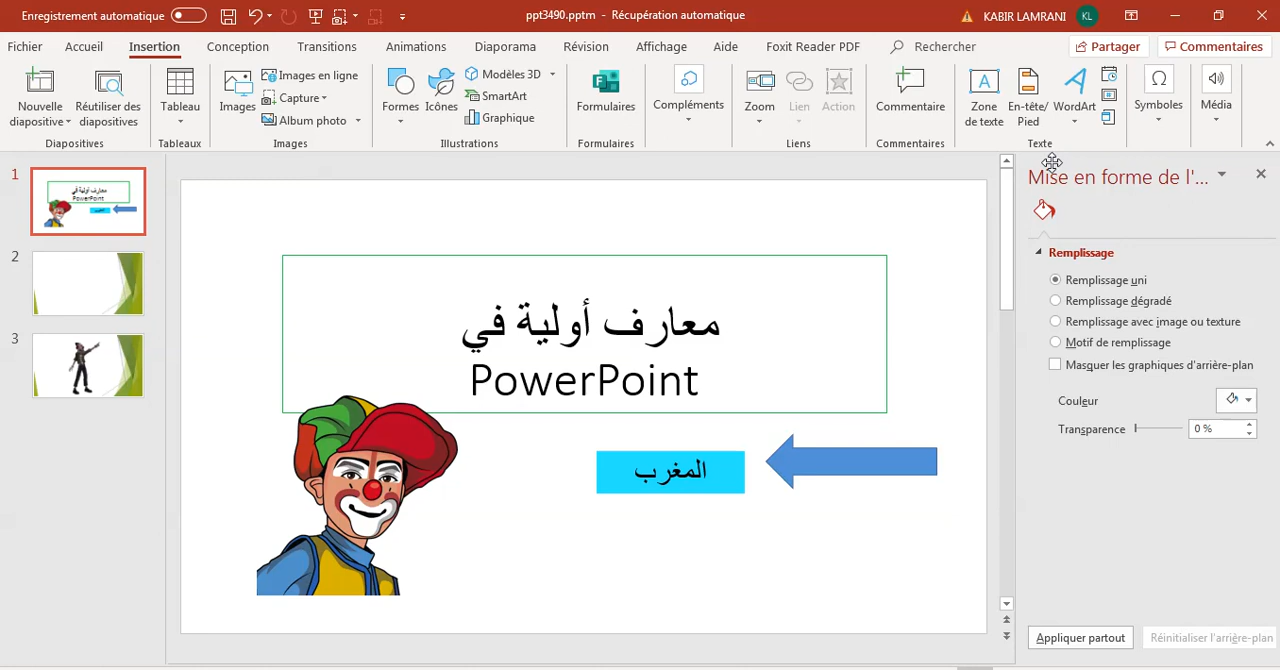 Enregistrement automatique
ppt3490.pptm - Récupération automatique
KABIR LAMRANI KL
Fichier Accueil Insertion Conception Transitions Animations Diaporama Révision Affichage Aide Foxit Reader PDF Rechercher Partager Commentaires
Nouvelle diapositive
Réutiliser des diapositives
Diapositives
Tableau
Tableaux
Images
Images en ligne
Capture
Album photo
Images
Formes
Icônes
Modèles 3D
SmartArt
Graphique
Illustrations
Formulaires
Formulaires
Compléments
Zoom
Lien
Action
Liens
Commentaire
Commentaires
Zone de texte
En-tête/ Pied
WordArt
Texte
Symboles
Média
1
معارف أولية في
PowerPoint
المغرب
2
3
معارف أولية في
PowerPoint
المغرب
Mise en forme de l'...
Remplissage
Remplissage uni
Remplissage dégradé
Remplissage avec image ou texture
Motif de remplissage
Masquer les graphiques d'arrière-plan
Couleur
Transparence 0 %
Appliquer partout
Réinitialiser l'arrière-plan